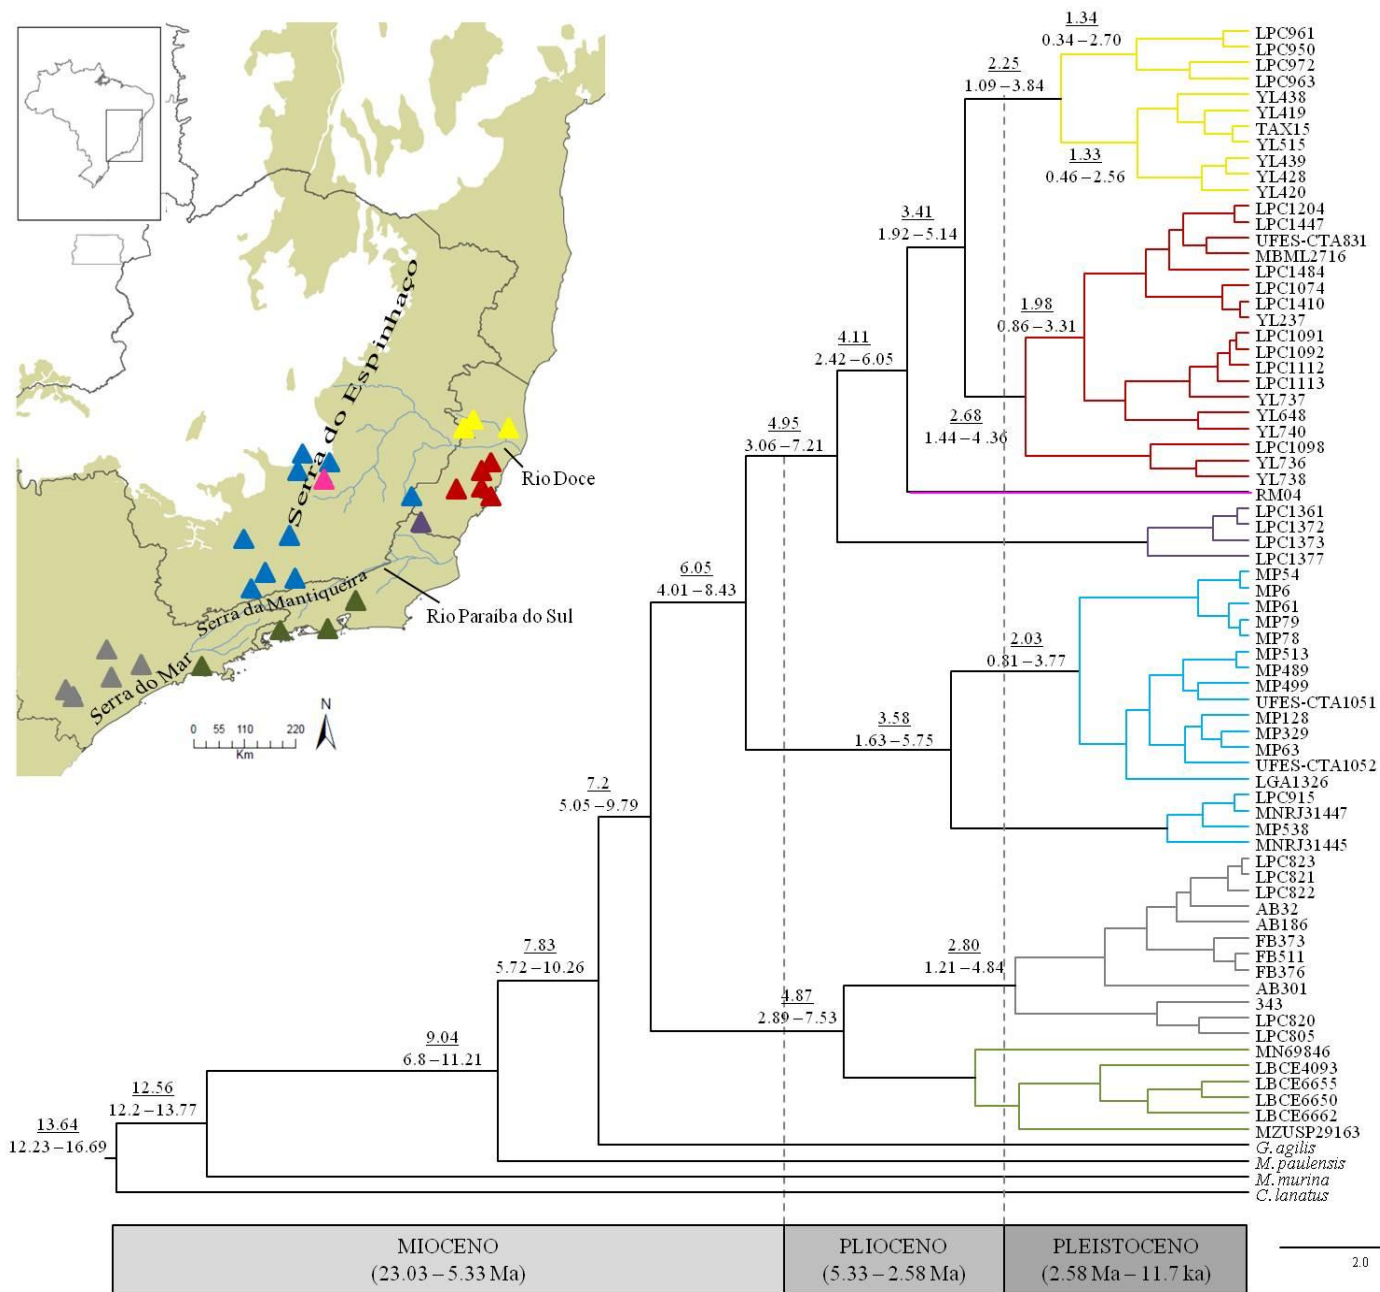 1.34
0.34 – 2.70
2.25
1.09 – 3.84
1.33
0.46 – 2.56
3.41
1.92 – 5.14
1.98
0.86 – 3.31
4.11
2.42 – 6.05
2.68
1.44 – 4.36
4.95
3.06 – 7.21
6.05
4.01 – 8.43
2.03
0.81 – 3.77
3.58
1.63 – 5.75
7.2
5.05 – 9.79
7.83
5.72 – 10.26
2.80
1.21 – 4.84
4.87
2.89 – 7.53
9.04
6.8 – 11.21
12.56
12.2 – 13.77
13.64
12.23 – 16.69
LPC961
LPC950
LPC972
LPC963
YL438
YL419
TAX15
YL515
YL439
YL428
YL420
LPC1204
LPC1447
UFES-CTA831
MBML2716
LPC1484
LPC1074
LPC1410
YL237
LPC1091
LPC1092
LPC1112
LPC1113
YL737
YL648
YL740
LPC1098
YL736
YL738
RM04
LPC1361
LPC1372
LPC1373
LPC1377
MP54
MP6
MP61
MP79
MP78
MP513
MP489
MP499
UFES-CTA1051
MP128
MP329
MP63
UFES-CTA1052
LGA1326
LPC915
MNRJ31447
MP538
MNRJ31445
LPC823
LPC821
LPC822
AB32
AB186
FB373
FB511
FB376
AB301
343
LPC820
LPC805
MN69846
LBCE4093
LBCE6655
LBCE6650
LBCE6662
MZUSP29163
G. agilis
M. paulensis
M. murina
C. lanatus
Serra do Espinhaço
Rio Doce
Serra da Mantiqueira
Rio Paraíba do Sul
Serra do Mar
N
0 55 110 220
Km
MIOCENO
(23.03 – 5.33 Ma)
PLIOCENO
(5.33 – 2.58 Ma)
PLEISTOCENO
(2.58 Ma – 11.7 ka)
2.0